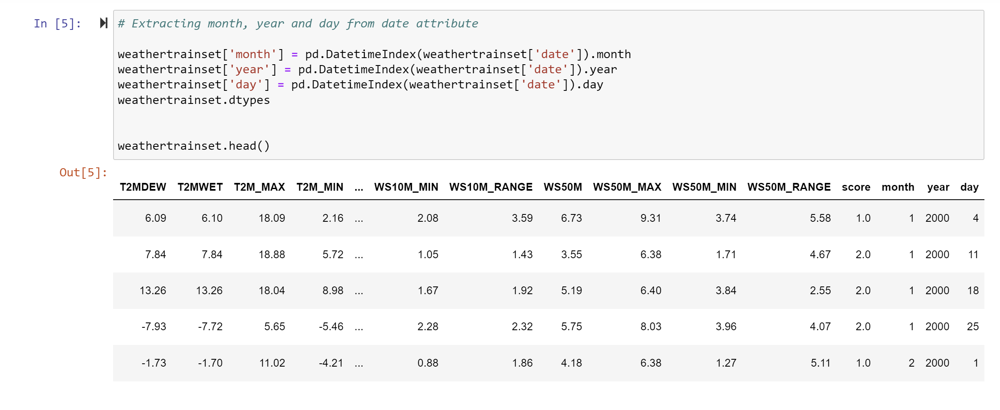 In [5]:
# Extracting month, year and day from date attribute
weathertrainset['month'] = pd.DatetimeIndex(weathertrainset['date']).month
weathertrainset['year'] = pd.DatetimeIndex(weathertrainset['date']).year
weathertrainset['day'] = pd.DatetimeIndex(weathertrainset['date']).day
weathertrainset.dtypes
weathertrainset.head()
Out[5]:
T2MDEW T2MWET T2M_MAX T2M_MIN ... WS10M_MIN WS10M_RANGE WS50M WS50M_MAX WS50M_MIN WS50M_RANGE score month year day
6.09 6.10 18.09 2.16 ... 2.08 3.59 6.73 9.31 3.74 5.58 1.0 1 2000 4
7.84 7.84 18.88 5.72 ... 1.05 1.43 3.55 6.38 1.71 4.67 2.0 1 2000 11
13.26 13.26 18.04 8.98 ... 1.67 1.92 5.19 6.40 3.84 2.55 2.0 1 2000 18
-7.93 -7.72 5.65 -5.46 ... 2.28 2.32 5.75 8.03 3.96 4.07 2.0 1 2000 25
-1.73 -1.70 11.02 -4.21 ... 0.88 1.86 4.18 6.38 1.27 5.11 1.0 2 2000 1